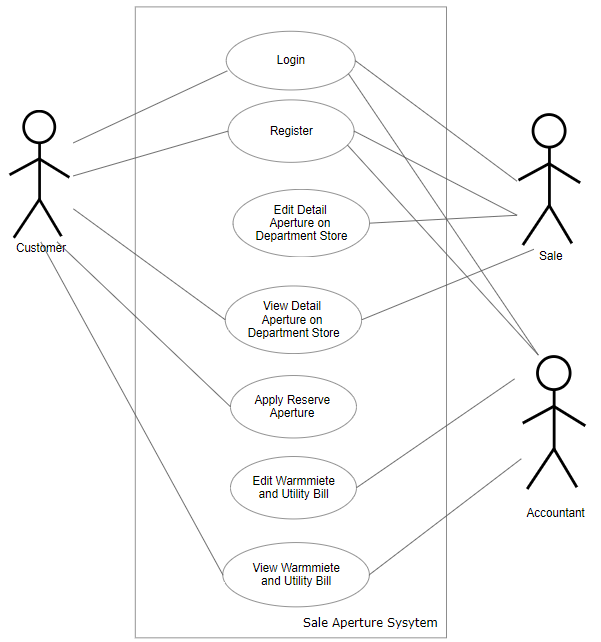 Login
Register
Edit Detail
Aperture on
Department Store
Customer
Sale
View Detail
Aperture on
Department Store
Apply Reserve
Aperture
Edit Warmmiete
and Utility Bill
Accountant
View Warmmiete
and Utility Bill
Sale Aperture Sysytem